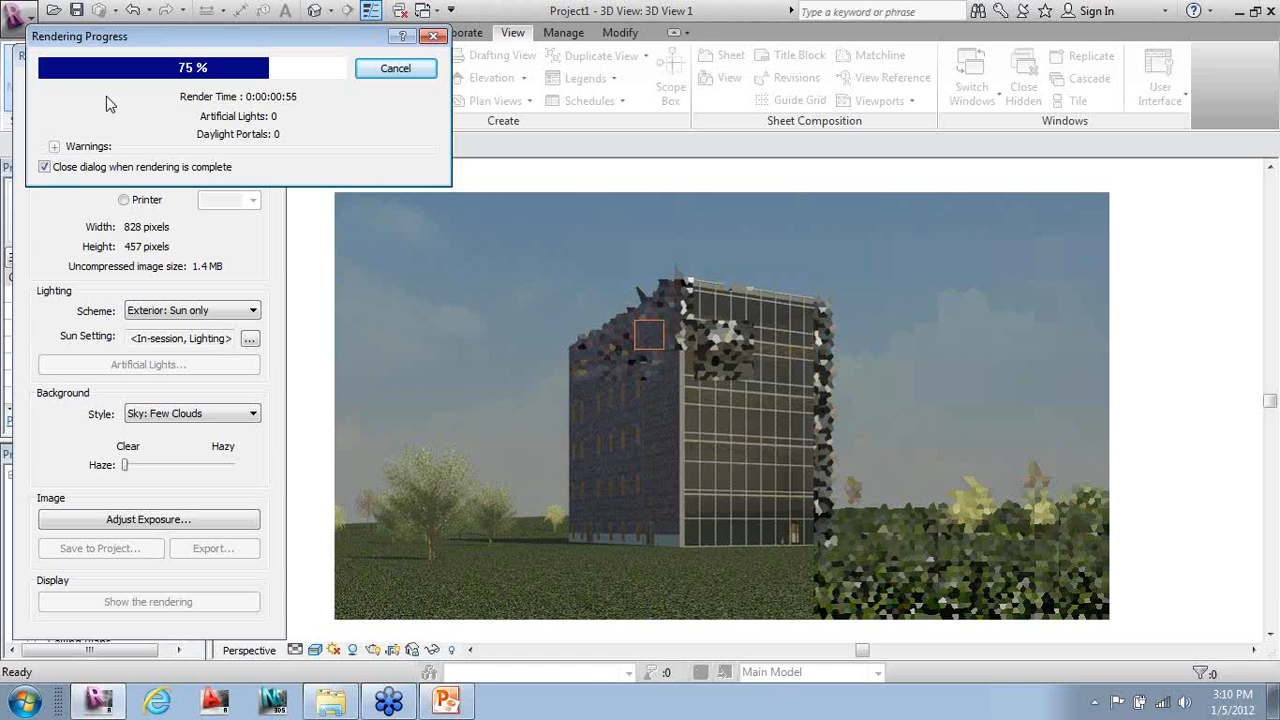 Project1 - 3D View: 3D View 1
Type a keyword or phrase
Sign In
Rendering Progress
View
Manage
Modify
75 %
Cancel
Render Time : 0:00:00:55
Artificial Lights: 0
Daylight Portals: 0
Warnings:
Close dialog when rendering is complete
Drafting View
Duplicate View
Elevation
Legends
Plan Views
Scope
Box
Create
Sheet
Title Block
Matchline
Views
Revisions
View Reference
Guide Grid
Viewports
Sheet Composition
Switch
Windows
Close
Hidden
Replicate
Cascade
Tile
User
Interface
Windows
Printer
Width: 828 pixels
Height: 457 pixels
Uncompressed image size: 1.4 MB
Lighting
Scheme: Exterior: Sun only
Sun Setting: <In-session, Lighting> ...
Artificial Lights...
Background
Style: Sky: Few Clouds
Clear Hazy
Haze:
Image
Adjust Exposure...
Save to Project... Export...
Display
Show the rendering
Perspective
Ready
:0
Main Model
:0
3:10 PM
1/5/2012